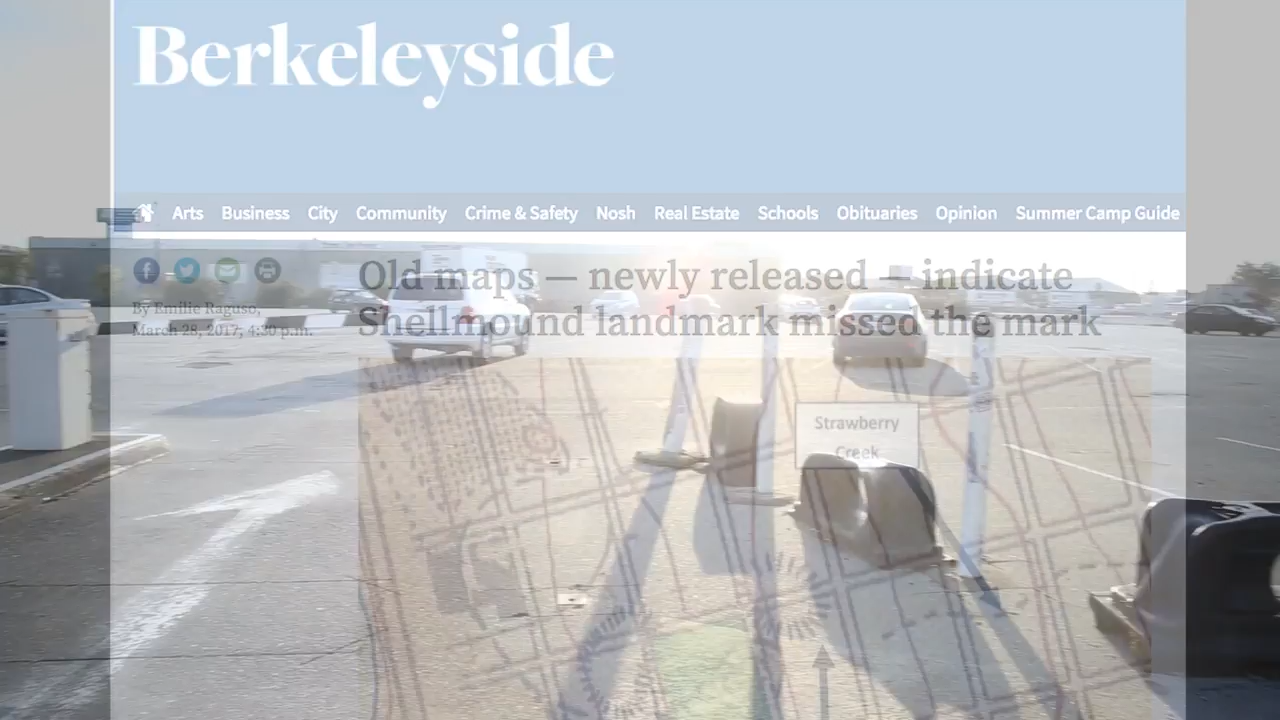 Berkeleyside
Arts Business City Community Crime & Safety Nosh Real Estate Schools Obituaries Opinion Summer Camp Guide
Old maps — newly released — indicate
Shellmound landmark missed the mark
By Emilie Raguso,
March 28, 2017, 4:30 p.m.
Strawberry
Creek